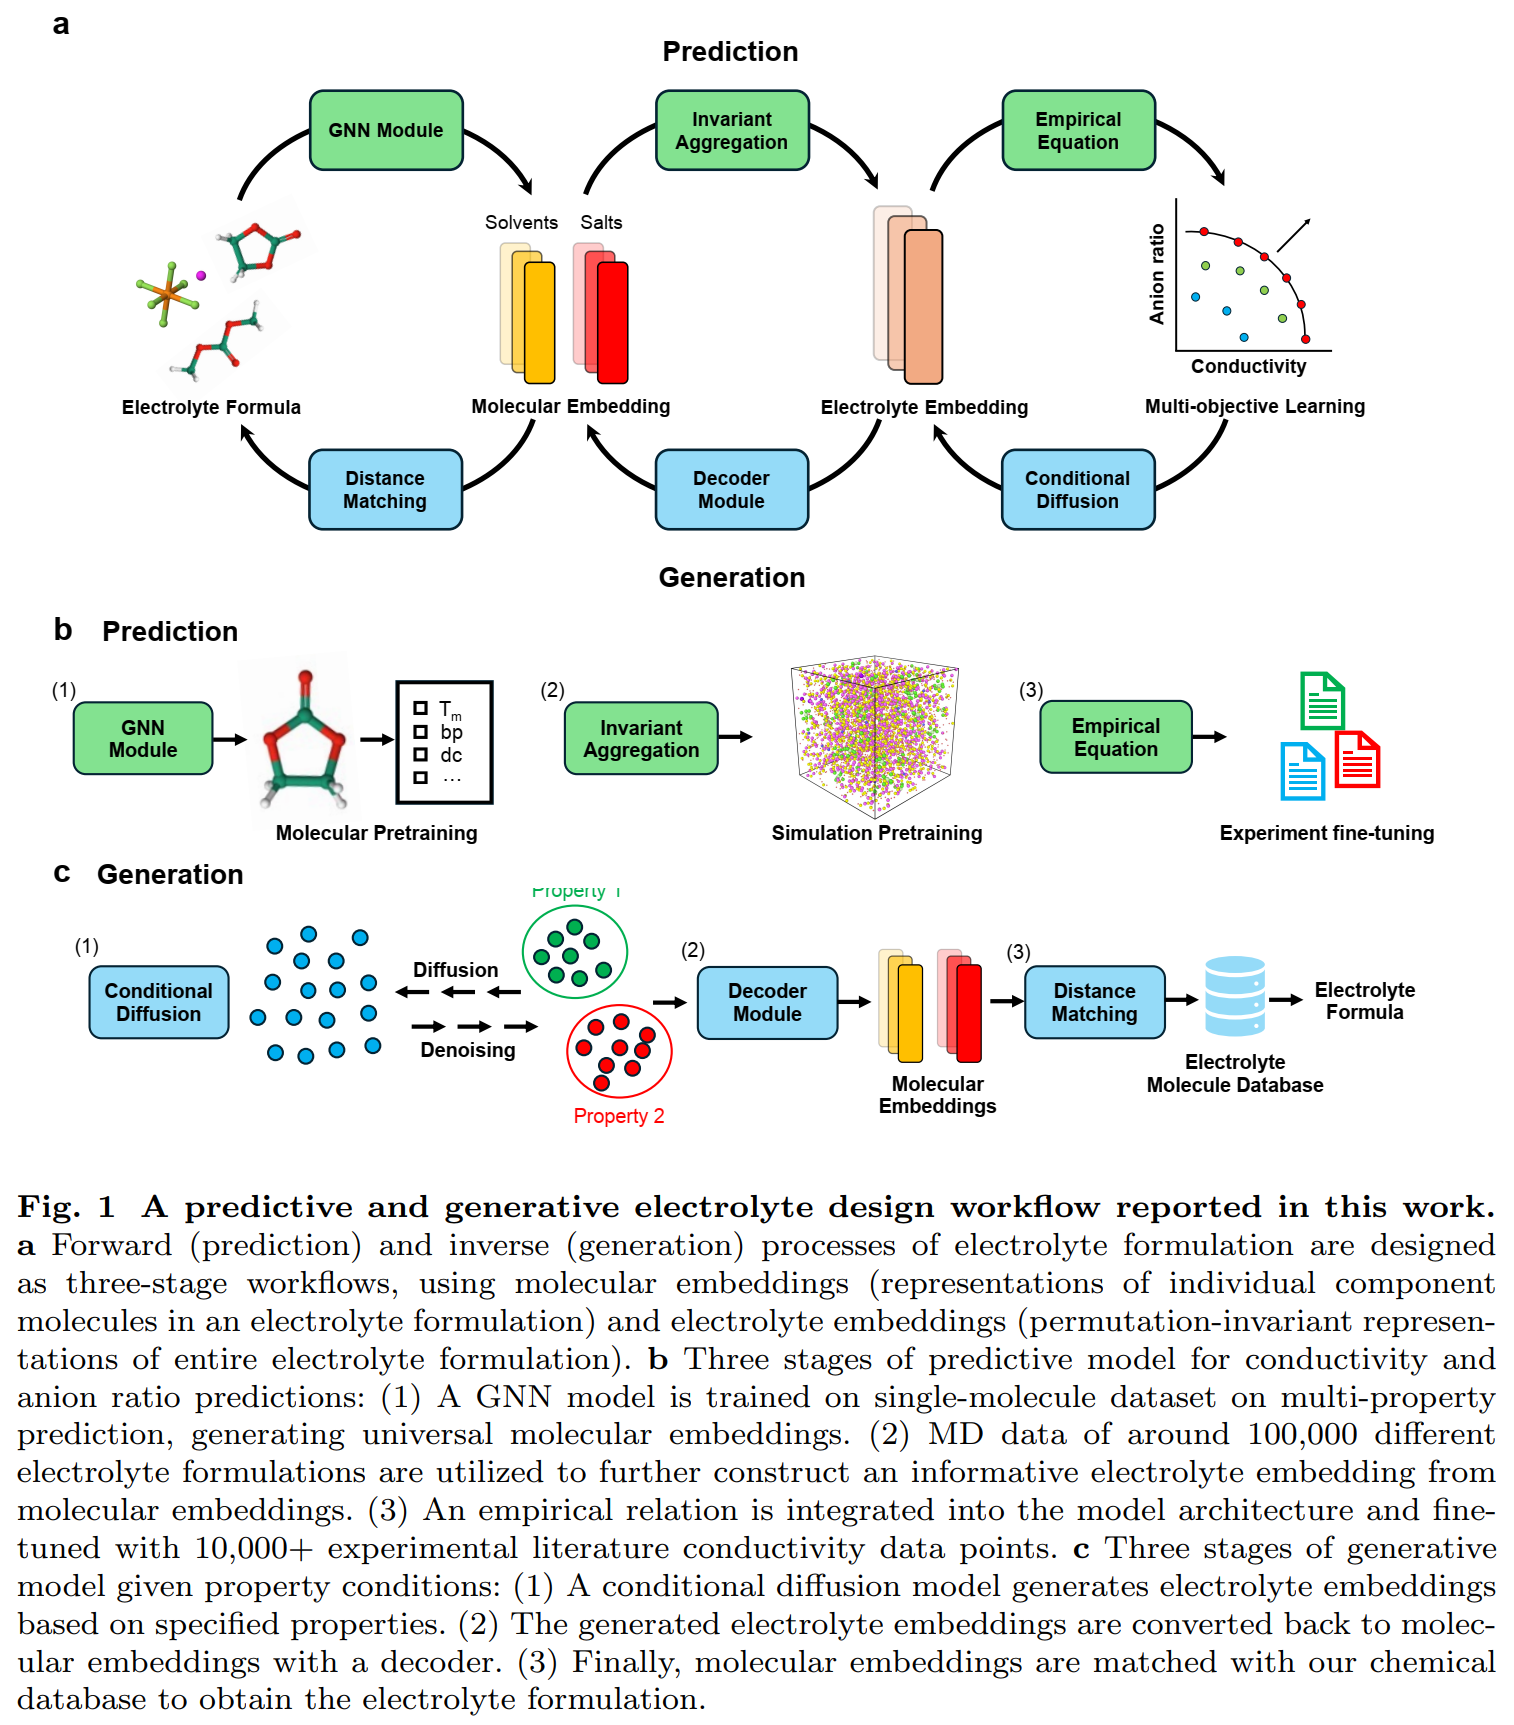 a
Prediction
GNN Module
Invariant
Aggregation
Empirical
Equation
Solvents
Salts
Anion ratio
Conductivity
Electrolyte Formula
Molecular Embedding
Electrolyte Embedding
Multi-objective Learning
Distance
Matching
Decoder
Module
Conditional
Diffusion
Generation
b Prediction
(1)
GNN
Module
Tm
bp
dc
...
Molecular Pretraining
(2)
Invariant
Aggregation
Simulation Pretraining
(3)
Empirical
Equation
Experiment fine-tuning
c Generation
(1)
Conditional
Diffusion
Diffusion
Denoising
Property 1
Property 2
(2)
Decoder
Module
Molecular
Embeddings
(3)
Distance
Matching
Electrolyte
Molecule Database
Electrolyte
Formula
Fig. 1 A predictive and generative electrolyte design workflow reported in this work.
a Forward (prediction) and inverse (generation) processes of electrolyte formulation are designed
as three-stage workflows, using molecular embeddings (representations of individual component
molecules in an electrolyte formulation) and electrolyte embeddings (permutation-invariant represen-
tations of entire electrolyte formulation). b Three stages of predictive model for conductivity and
anion ratio predictions: (1) A GNN model is trained on single-molecule dataset on multi-property
prediction, generating universal molecular embeddings. (2) MD data of around 100,000 different
electrolyte formulations are utilized to further construct an informative electrolyte embedding from
molecular embeddings. (3) An empirical relation is integrated into the model architecture and fine-
tuned with 10,000+ experimental literature conductivity data points. c Three stages of generative
model given property conditions: (1) A conditional diffusion model generates electrolyte embeddings
based on specified properties. (2) The generated electrolyte embeddings are converted back to molec-
ular embeddings with a decoder. (3) Finally, molecular embeddings are matched with our chemical
database to obtain the electrolyte formulation.